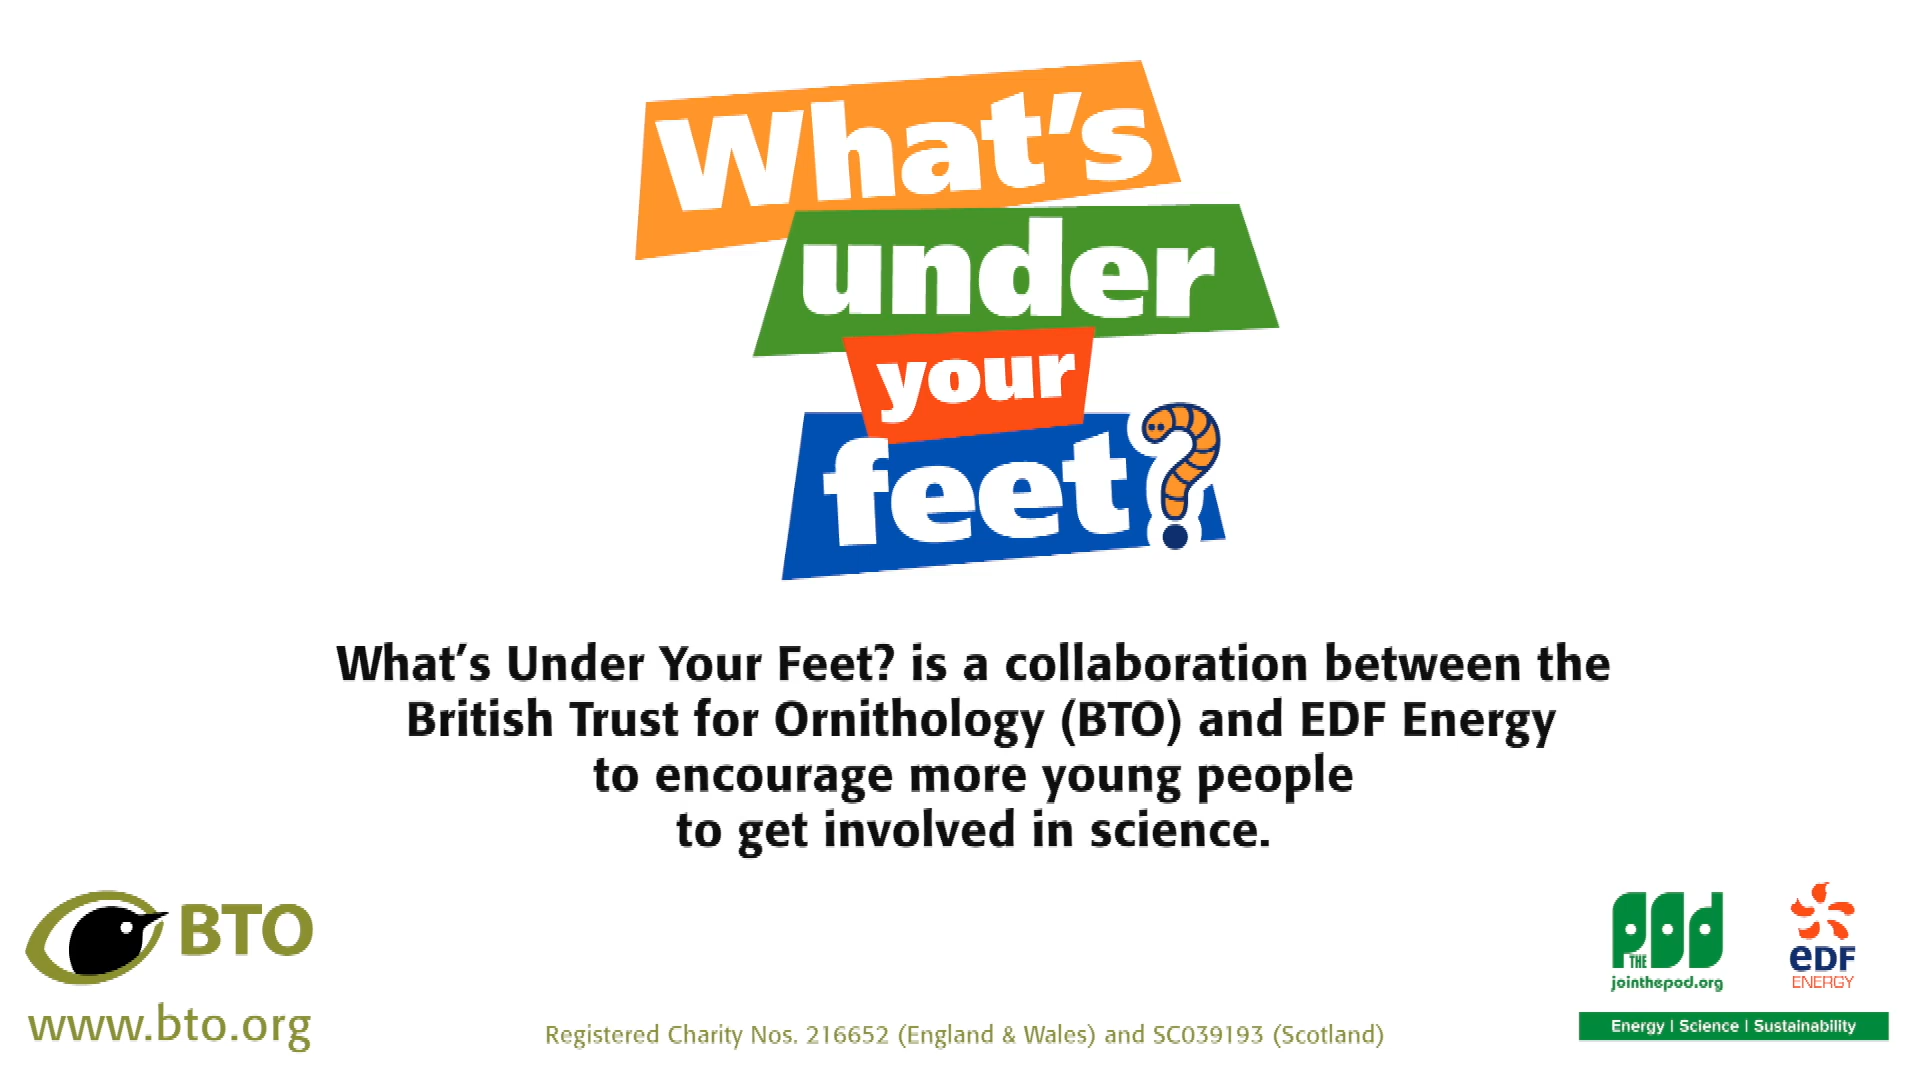 What's
under
your
feet?
What's Under Your Feet? is a collaboration between the
British Trust for Ornithology (BTO) and EDF Energy
to encourage more young people
to get involved in science.
BTO
www.bto.org
Registered Charity Nos. 216652 (England & Wales) and SC039193 (Scotland)
THE pod
jointhepod.org
eDF
ENERGY
Energy | Science | Sustainability